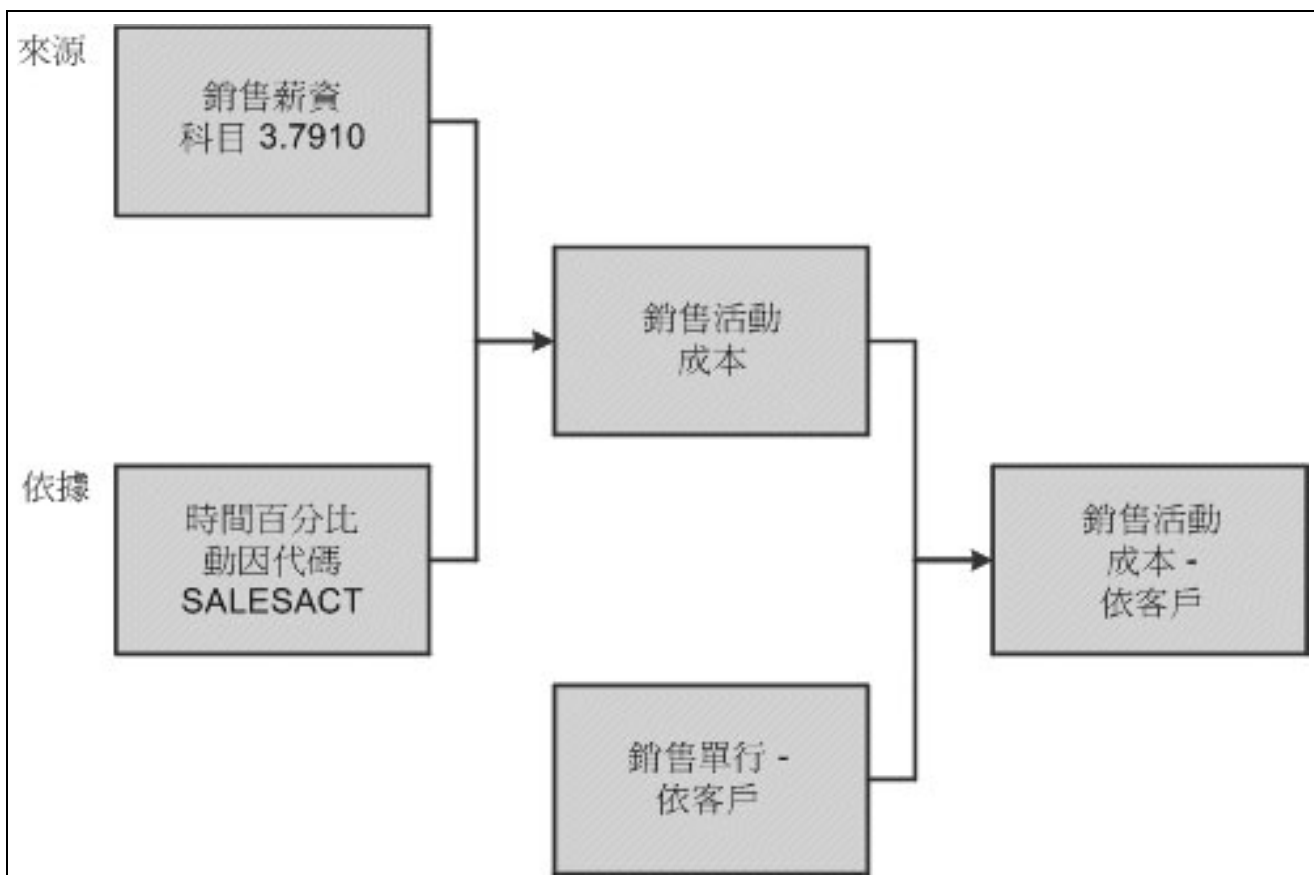 來源
銷售薪資
科目 3.7910
銷售活動
成本
依據
時間百分比
動因代碼
SALESACT
銷售活動
成本 -
依客戶
銷售單行 -
依客戶